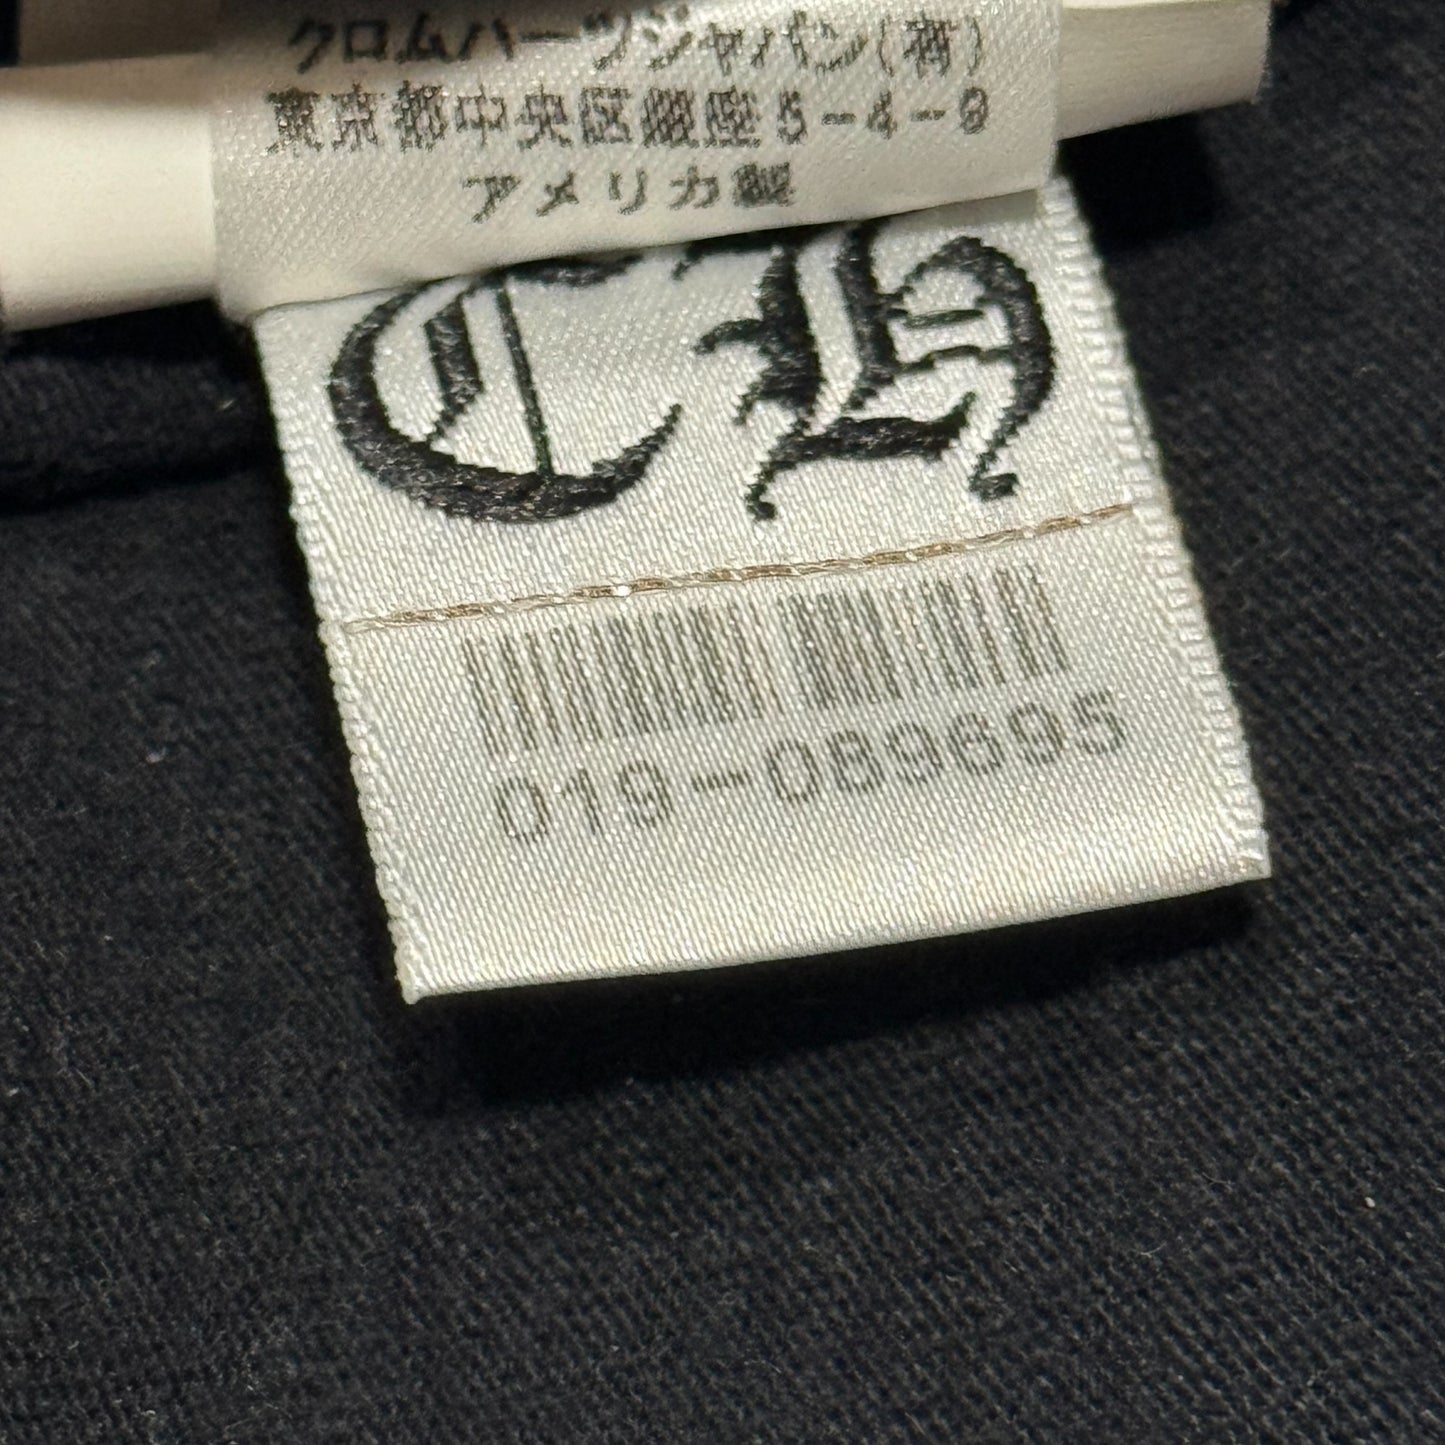 クロムハーツジャパン(有)
東京都中央区銀座5-4-9
アメリカ製
CH
019-089695